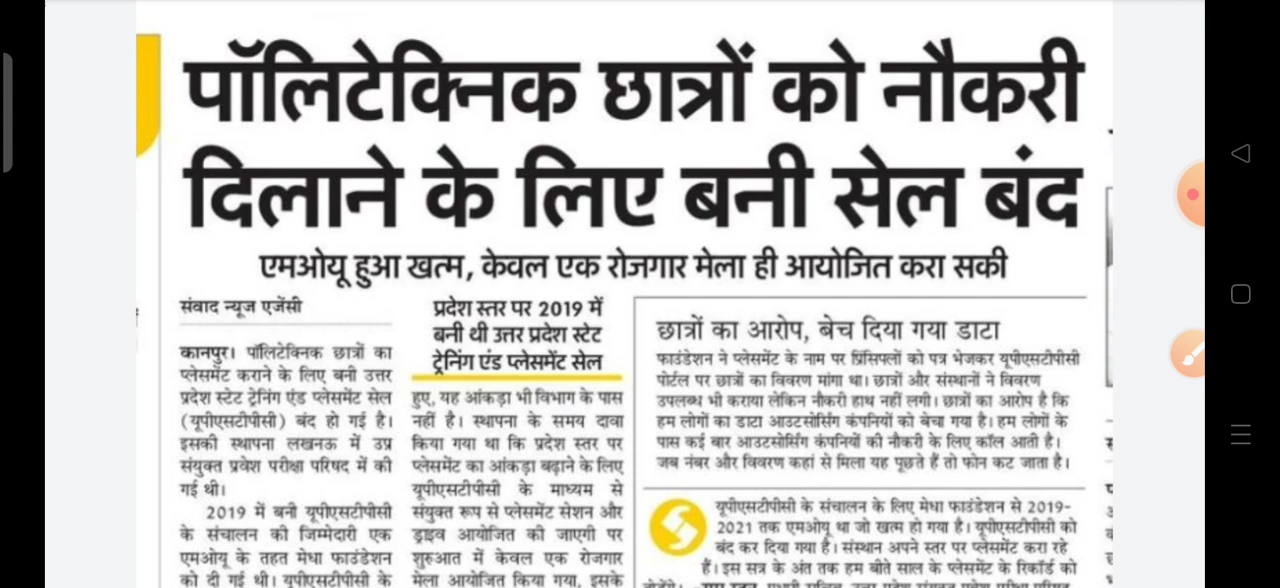 पॉलिटेक्निक छात्रों को नौकरी
दिलाने के लिए बनी सेल बंद
एमओयू हुआ खत्म, केवल एक रोजगार मेला ही आयोजित करा सकी
संवाद न्यूज एजेंसी
कानपुर। पॉलिटेक्निक छात्रों का
प्लेसमेंट कराने के लिए बनी उत्तर
प्रदेश स्टेट ट्रेनिंग एंड प्लेसमेंट सेल
(यूपीएसटीपीसी) बंद हो गई है।
इसकी स्थापना लखनऊ में उप्र
संयुक्त प्रवेश परीक्षा परिषद में की
गई थी।
2019 में बनी यूपीएसटीपीसी
के संचालन की जिम्मेदारी एक
एमओयू के तहत मेधा फाउंडेशन
को दी गई थी। यूपीएसटीपीसी के
प्रदेश स्तर पर 2019 में
बनी थी उत्तर प्रदेश स्टेट
ट्रेनिंग एंड प्लेसमेंट सेल
हुए, यह आंकड़ा भी विभाग के पास
नहीं है। स्थापना के समय दावा
किया गया था कि प्रदेश स्तर पर
प्लेसमेंट का आंकड़ा बढ़ाने के लिए
यूपीएसटीपीसी के माध्यम से
संयुक्त रूप से प्लेसमेंट सेशन और
ड्राइव आयोजित की जाएगी पर
शुरुआत में केवल एक रोजगार
मेला आयोजित किया गया, इसके
छात्रों का आरोप, बेच दिया गया डाटा
फाउंडेशन ने प्लेसमेंट के नाम पर प्रिंसिपलों को पत्र भेजकर यूपीएसटीपीसी
पोर्टल पर छात्रों का विवरण मांगा था। छात्रों और संस्थानों ने विवरण
उपलब्ध भी कराया लेकिन नौकरी हाथ नहीं लगी। छात्रों का आरोप है कि
हम लोगों का डाटा आउटसोर्सिंग कंपनियों को बेचा गया है। हम लोगों के
पास कई बार आउटसोर्सिंग कंपनियों की नौकरी के लिए कॉल आती है।
जब नंबर और विवरण कहां से मिला यह पूछते हैं तो फोन कट जाता है।
यूपीएसटीपीसी के संचालन के लिए मेधा फाउंडेशन से 2019-
2021 तक एमओयू था जो खत्म हो गया है। यूपीएसटीपीसी को
बंद कर दिया गया है। संस्थान अपने स्तर पर प्लेसमेंट करा रहे
हैं। इस सत्र के अंत तक हम बीते साल के प्लेसमेंट के रिकॉर्ड को